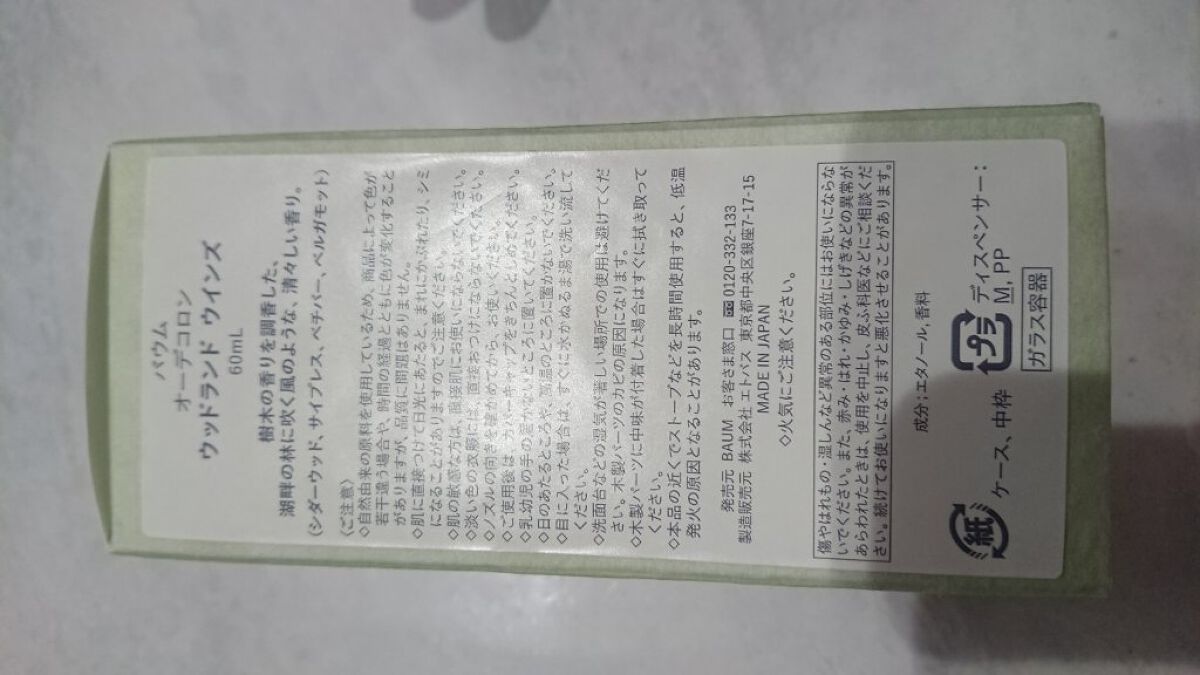 バウム
オーデコロン
ウッドランド ウインズ
60mL
樹木の香りを調香した、
湖畔の林に吹く風のような、清々しい香り。
(シダーウッド、サイプレス、ベチバー、ベルガモット)
〈ご注意〉
◇自然由来の原料を使用しているため、商品に上って色が
若干違う場合や、時間の経過とともに色が変化すること
がありますが、品質に問題はありません。
◇肌に直接つけて日光にあたると、まれにかぶれたり、シミ
になることがありますのでご注意ください。
◇肌の敏感な方は、直接肌にお使いにならないでください。
◇淡い色の衣類には、直接おつけにならないでください。
◇ノズルの向きを確かめてから、お使いください。
◇ご使用後は、カバーキャップをきちんとしめてください。
◇乳幼児の手の届かないところに置いてください。
◇日のあたるところや、高温のところに置かないでください。
◇目に入った場合は、すぐに水かぬるま湯で洗い流して
ください。
◇洗面台などの湿気が著しい場所での使用は避けてくだ
さい。木製パーツのカビの原因になります。
◇木製パーツに中味が付着した場合はすぐに拭き取って
ください。
◇本品の近くでストーブなどを長時間使用すると、低温
発火の原因となることがあります。
発売元 BAUM お客さま窓口 0120-332-133
製造販売元 株式会社 エトバス 東京都中央区銀座7-17-15
MADE IN JAPAN
◇火気にご注意ください。
傷やはれもの・湿しんなど異常のある部位にはお使いにならな
いでください。また、赤み・はれ・かゆみ・しげきなどの異常が
あらわれたときは、使用を中止し、皮ふ科医などにご相談くだ
さい。続けてお使いになりますと悪化させることがあります。
成分;エタノール,香料
紙 ケース、中枠 プラ ディスペンサー:
M, PP
ガラス容器